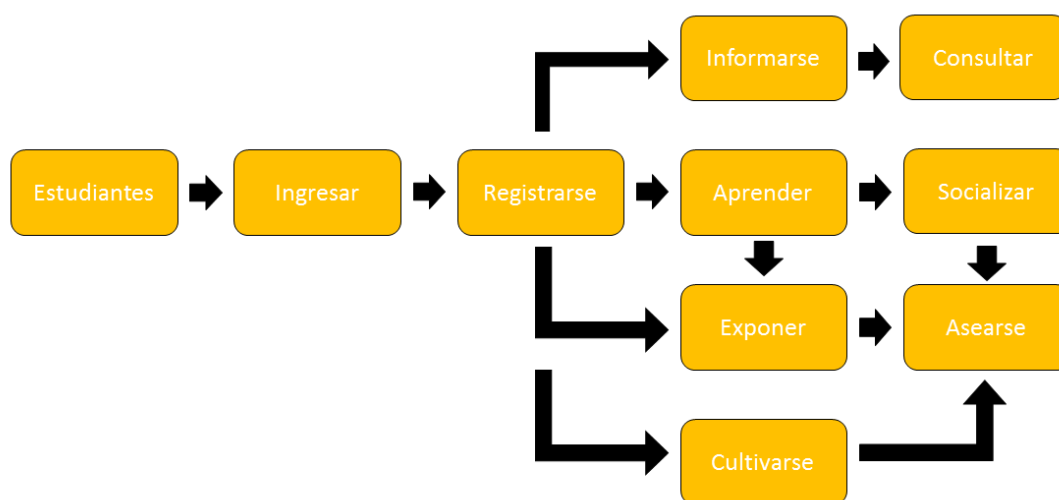 Informarse
Consultar
Estudiantes
Ingresar
Registrarse
Aprender
Socializar
Exponer
Asearse
Cultivarse